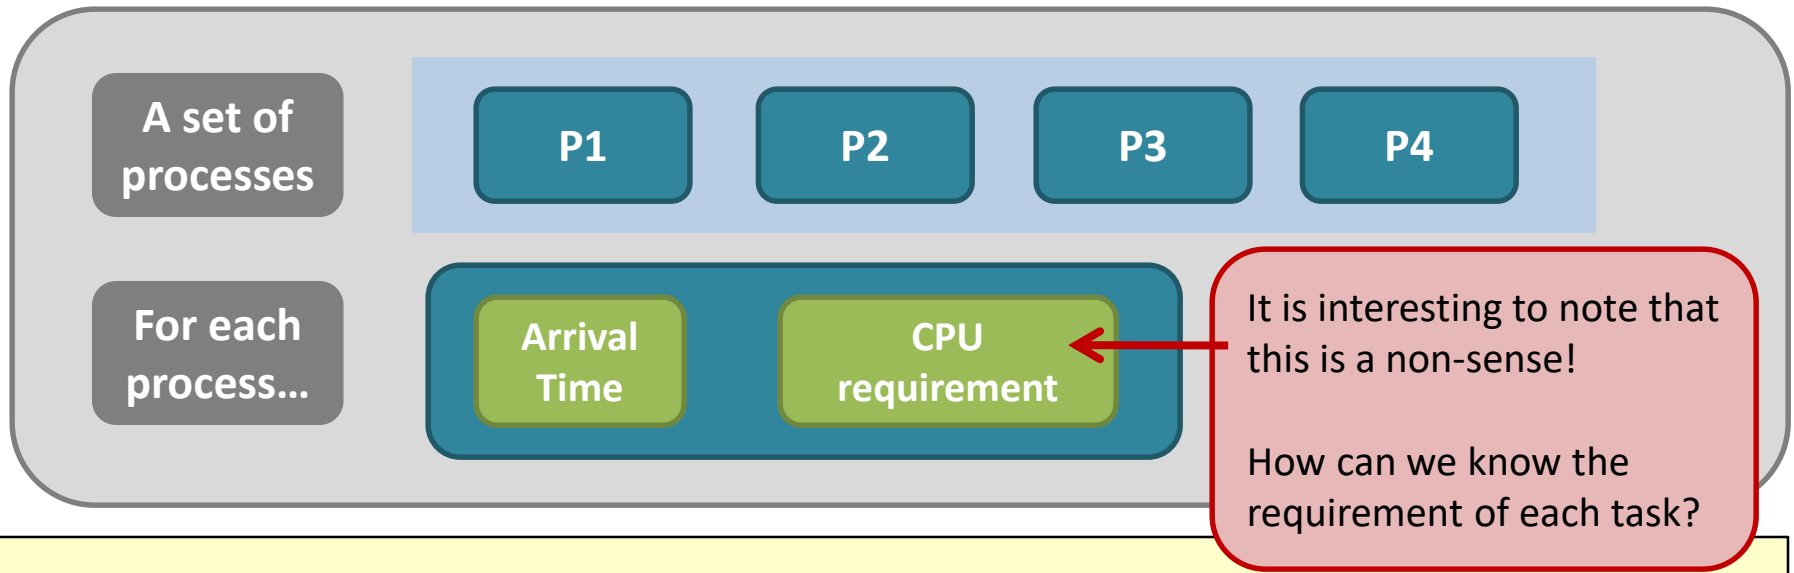 A set of
processes
P1
P2
P3
P4
For each
process...
Arrival
Time
CPU
requirement
It is interesting to note that
this is a non-sense!
How can we know the
requirement of each task?